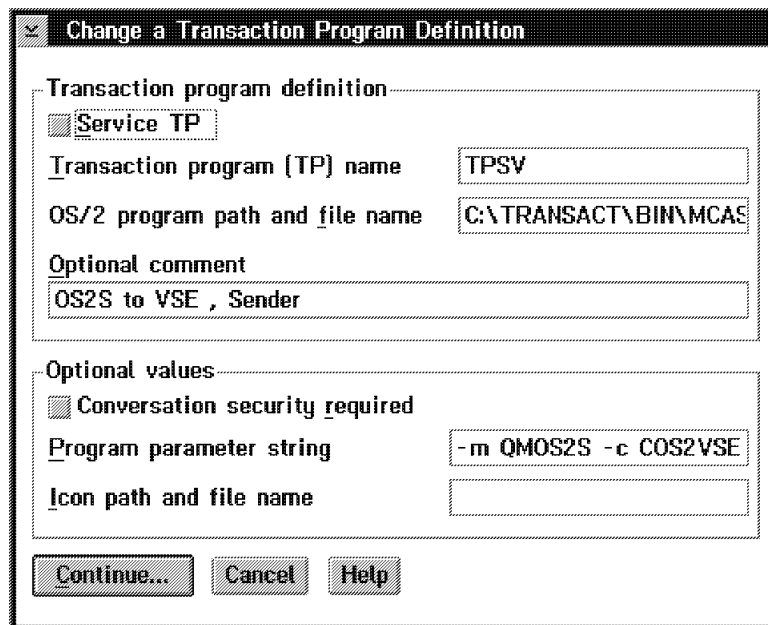 Change a Transaction Program Definition
Transaction program definition
Service TP
Transaction program (TP) name TPSV
OS/2 program path and file name C:\TRANSACT\BIN\MCAS
Optional comment
OS2S to VSE , Sender
Optional values
Conversation security required
Program parameter string -m QMOS2S -c COS2VSE
Icon path and file name
Continue... Cancel Help